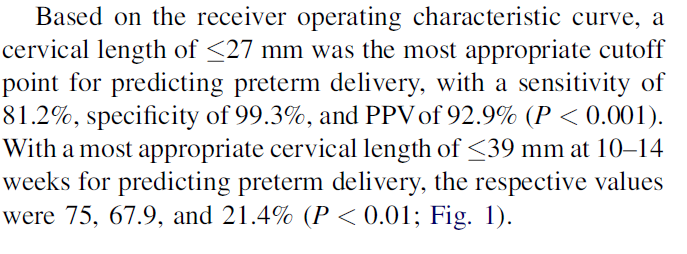 Based on the receiver operating characteristic curve, a
cervical length of ≤27 mm was the most appropriate cutoff
point for predicting preterm delivery, with a sensitivity of
81.2%, specificity of 99.3%, and PPV of 92.9% (P < 0.001).
With a most appropriate cervical length of ≤39 mm at 10–14
weeks for predicting preterm delivery, the respective values
were 75, 67.9, and 21.4% (P < 0.01; Fig. 1).